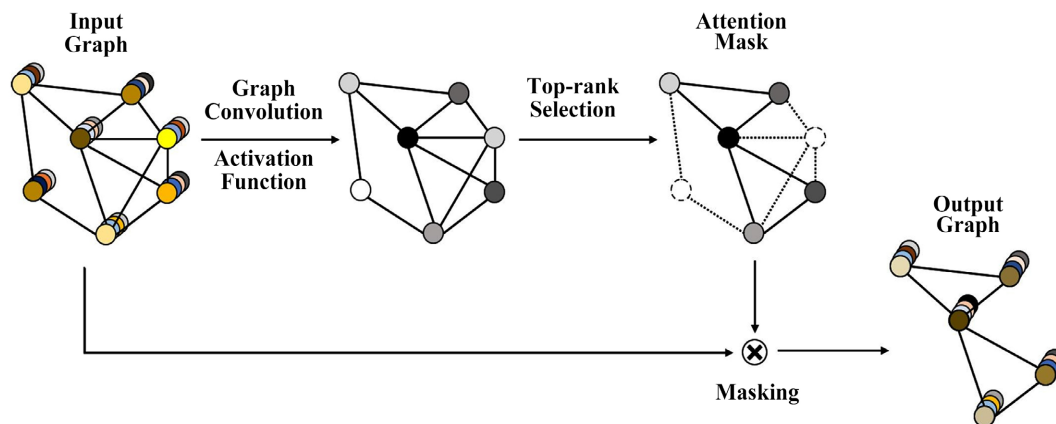 Input
Graph
Graph
Convolution
Activation
Function
Top-rank
Selection
Attention
Mask
Masking
Output
Graph